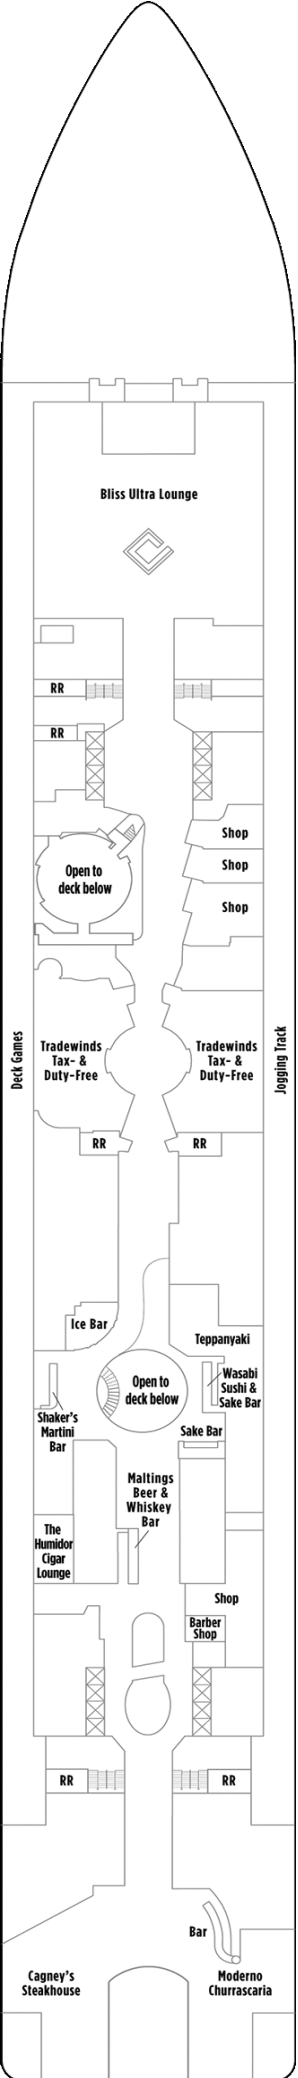 Bliss Ultra Lounge
RR
RR
Shop
Open to
deck below
Shop
Shop
Deck Games
Tradewinds
Tax- &
Duty-Free
Tradewinds
Tax- &
Duty-Free
Jogging Track
RR
RR
Ice Bar
Teppanyaki
Open to
deck below
Wasabi
Sushi &
Sake Bar
Shaker's
Martini
Bar
Sake Bar
Maltings
Beer &
Whiskey
Bar
The
Humidor
Cigar
Lounge
Shop
Barber
Shop
RR
RR
Bar
Cagney's
Steakhouse
Moderno
Churrascaria